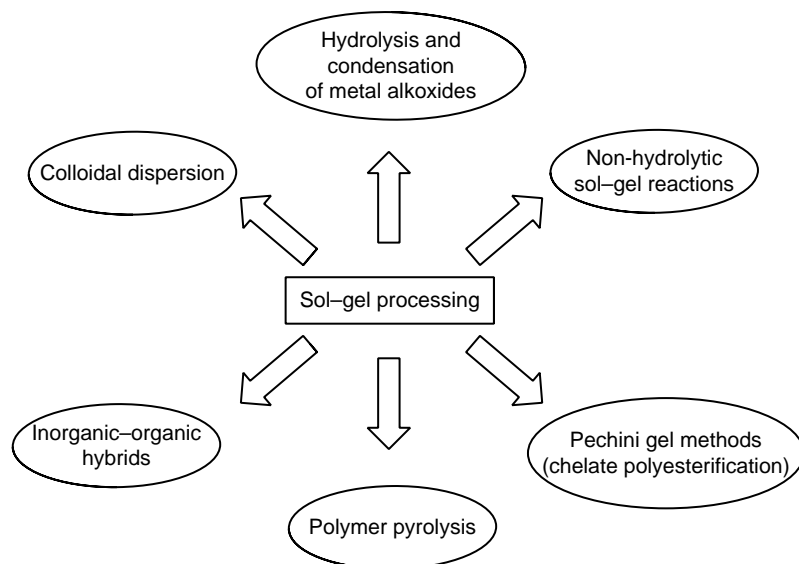 Hydrolysis and
condensation
of metal alkoxides
Colloidal dispersion
Non-hydrolytic
sol–gel reactions
Sol–gel processing
Inorganic–organic
hybrids
Pechini gel methods
(chelate polyesterification)
Polymer pyrolysis